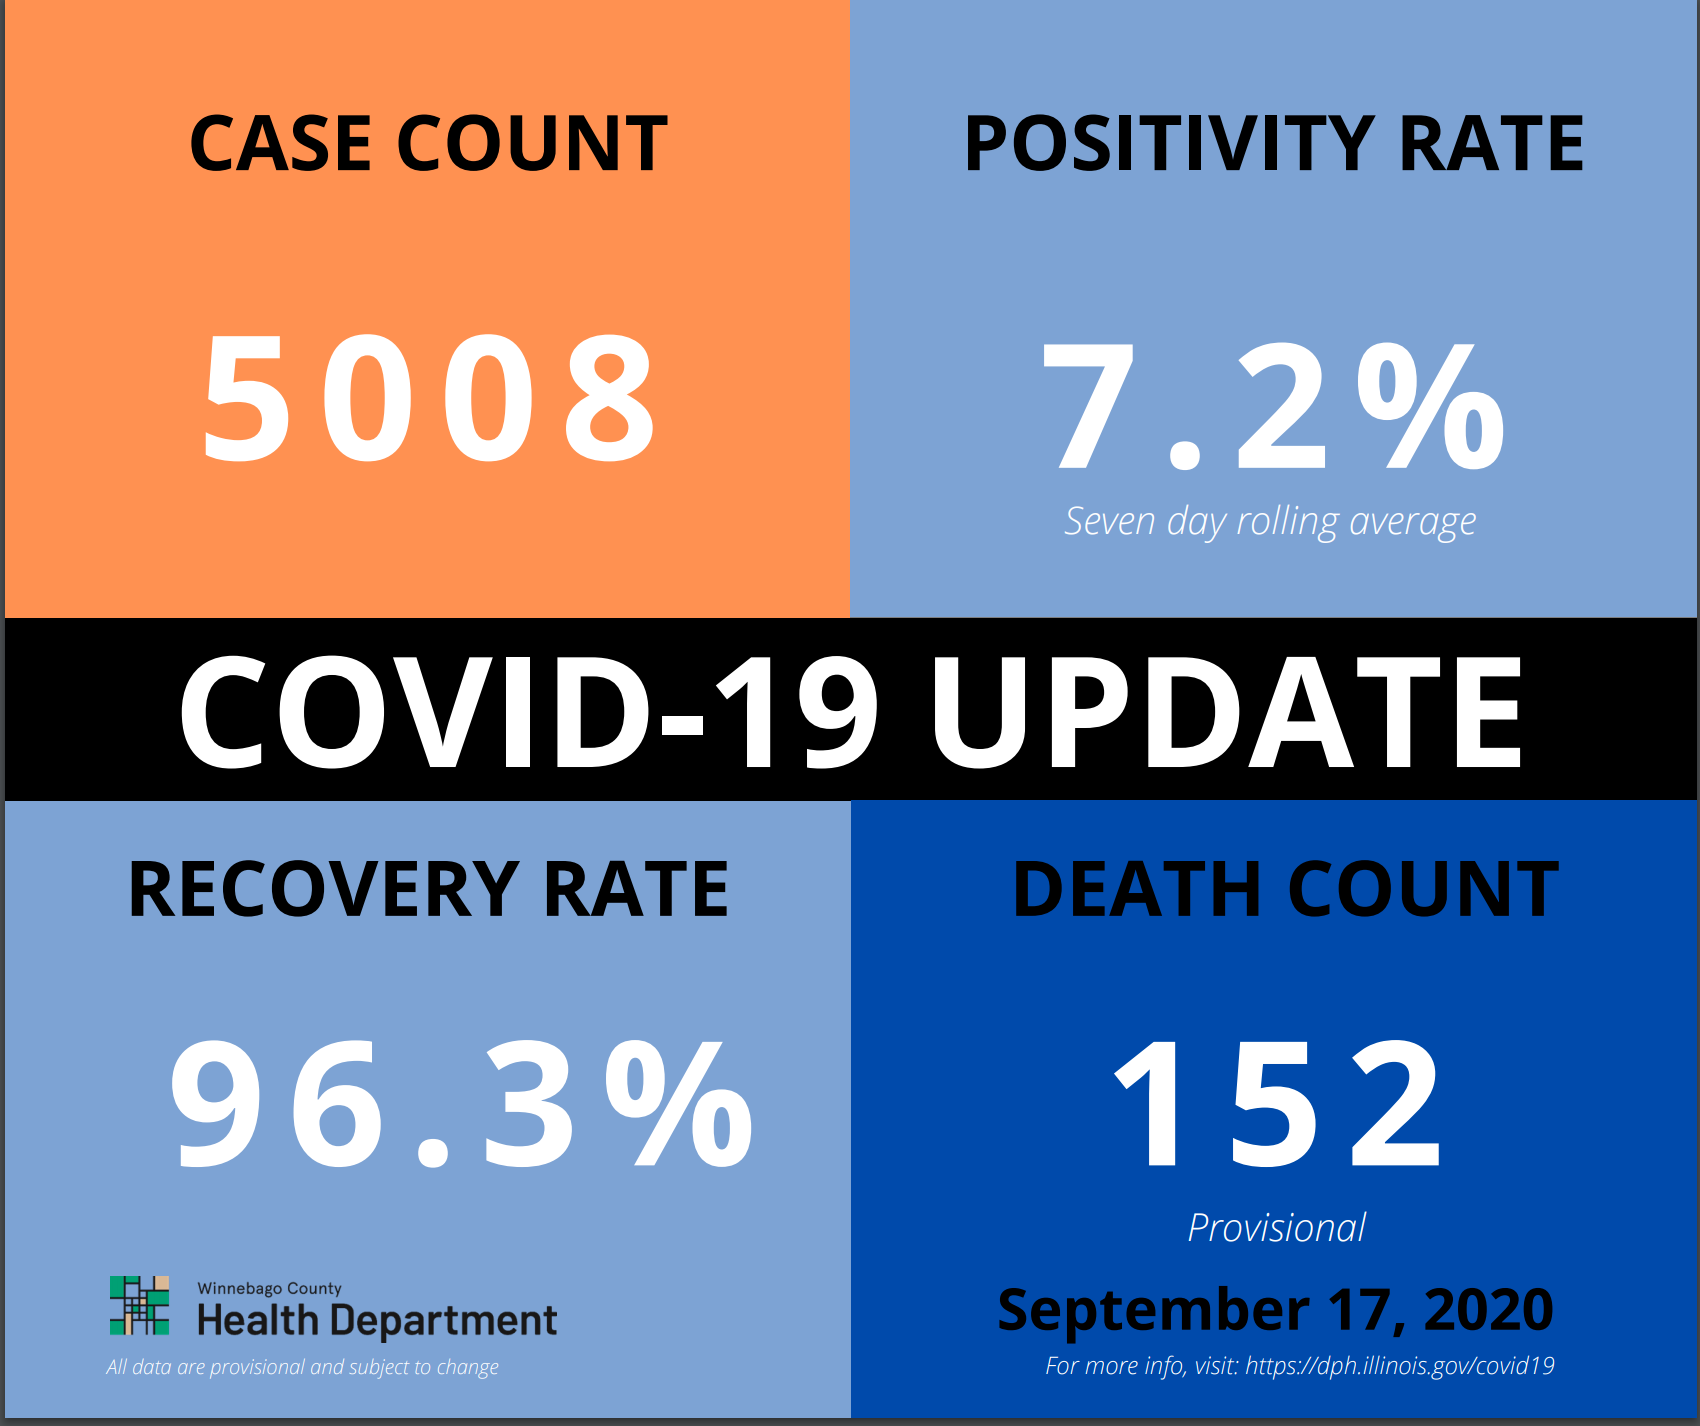 CASE COUNT
5008
POSITIVITY RATE
7.2%
Seven day rolling average
COVID-19 UPDATE
RECOVERY RATE
96.3%
Winnebago County
Health Department
All data are provisional and subject to change
DEATH COUNT
152
Provisional
September 17, 2020
For more info, visit: https://dph.illinois.gov/covid19